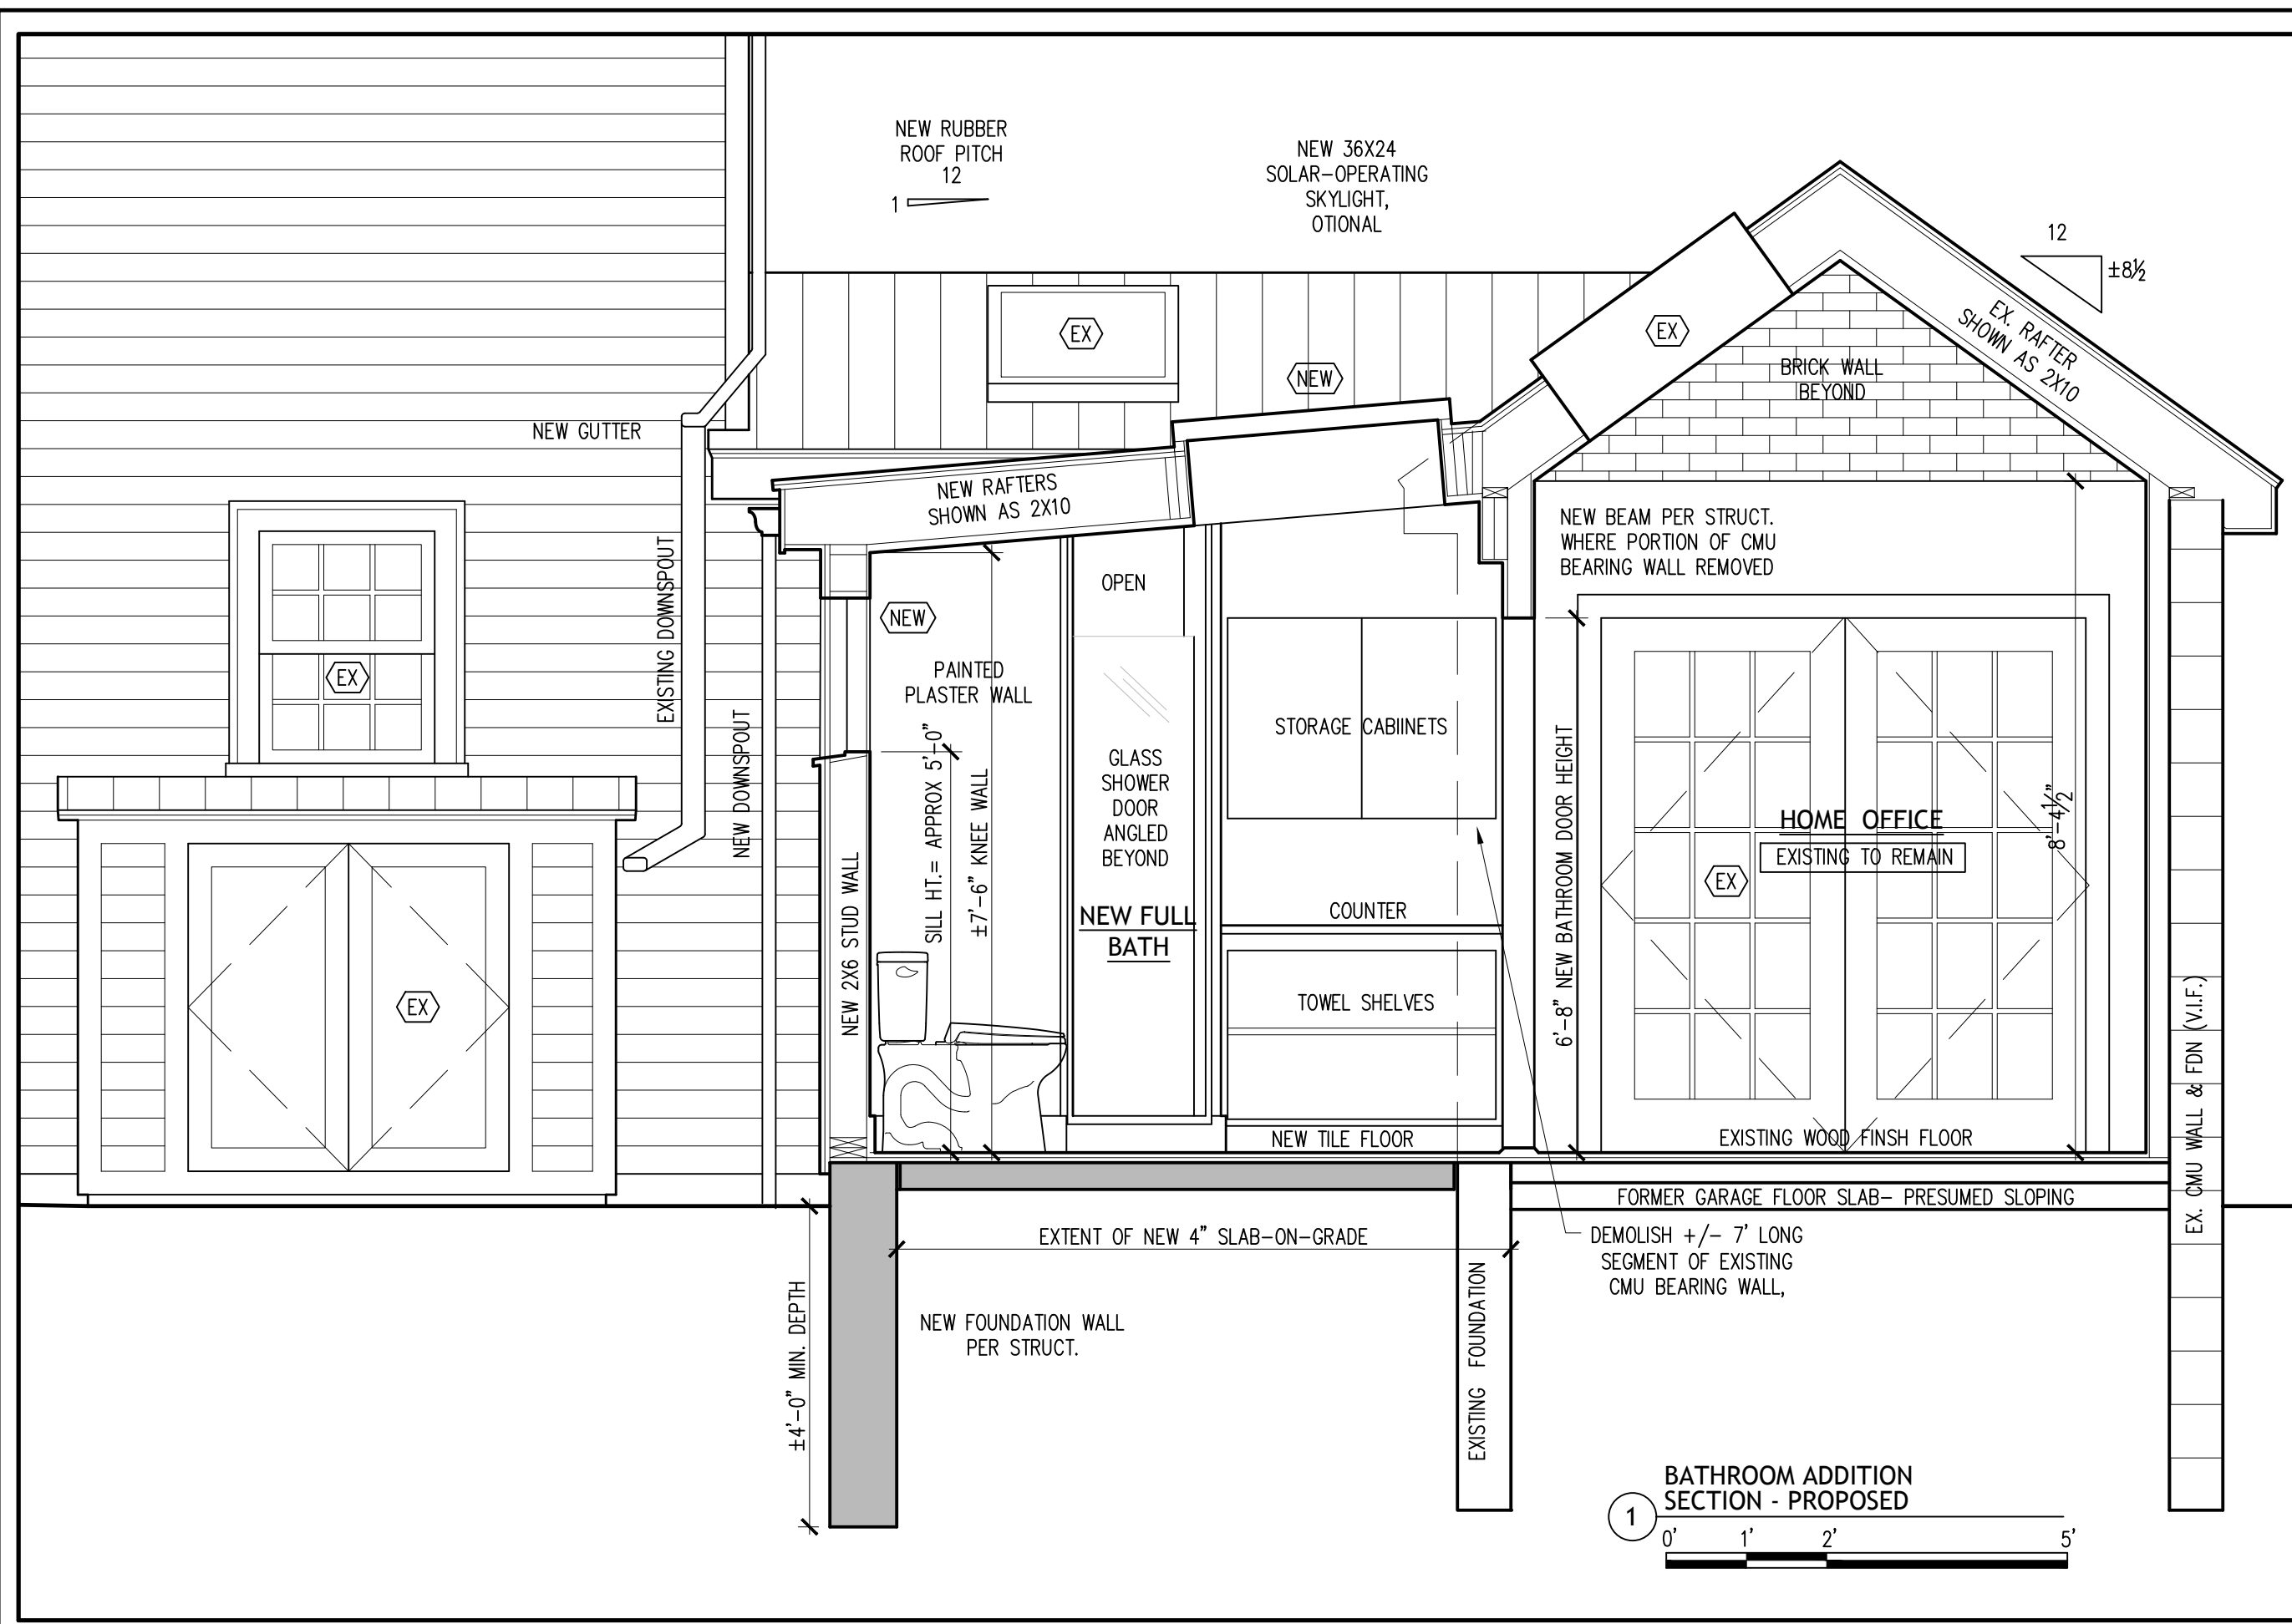 NEW RUBBER
ROOF PITCH
12
1
NEW 36X24
SOLAR-OPERATING
SKYLIGHT,
OTIONAL
12
±8½
EX
EX
NEW
EX. RAFTER
SHOWN AS 2X10
BRICK WALL
BEYOND
NEW GUTTER
NEW RAFTERS
SHOWN AS 2X10
NEW BEAM PER STRUCT.
WHERE PORTION OF CMU
BEARING WALL REMOVED
EXISTING DOWNSPOUT
OPEN
NEW
EX
PAINTED
PLASTER WALL
NEW DOWNSPOUT
SILL HT.= APPROX 5'-0"
±7'-6" KNEE WALL
STORAGE CABIINETS
6'-8" NEW BATHROOM DOOR HEIGHT
GLASS
SHOWER
DOOR
ANGLED
BEYOND
HOME OFFICE
EXISTING TO REMAIN
8'-4½"
EX
NEW 2X6 STUD WALL
NEW FULL
BATH
COUNTER
EX
TOWEL SHELVES
NEW TILE FLOOR
EXISTING WOOD FINSH FLOOR
EX. CMU WALL & FDN (V.I.F.)
FORMER GARAGE FLOOR SLAB- PRESUMED SLOPING
EXTENT OF NEW 4" SLAB-ON-GRADE
DEMOLISH +/- 7' LONG
SEGMENT OF EXISTING
CMU BEARING WALL,
±4'-0" MIN. DEPTH
NEW FOUNDATION WALL
PER STRUCT.
EXISTING FOUNDATION
1
BATHROOM ADDITION
SECTION - PROPOSED
0' 1' 2' 5'